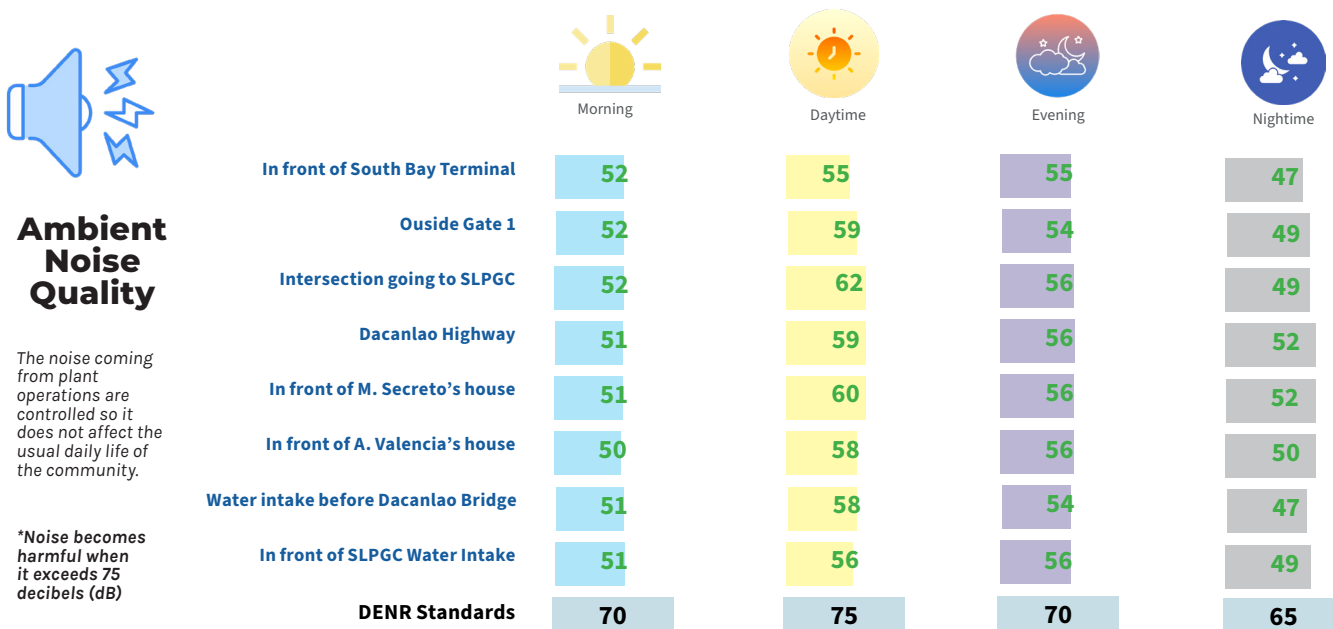 Morning
Daytime
Evening
Nightime
Ambient
Noise
Quality
The noise coming
from plant
operations are
controlled so it
does not affect the
usual daily life of
the community.
*Noise becomes
harmful when
it exceeds 75
decibels (dB)
In front of South Bay Terminal 52 55 55 47
Ouside Gate 1 52 59 54 49
Intersection going to SLPGC 52 62 56 49
Dacanlao Highway 51 59 56 52
In front of M. Secreto's house 51 60 56 52
In front of A. Valencia's house 50 58 56 50
Water intake before Dacanlao Bridge 51 58 54 47
In front of SLPGC Water Intake 51 56 56 49
DENR Standards 70 75 70 65